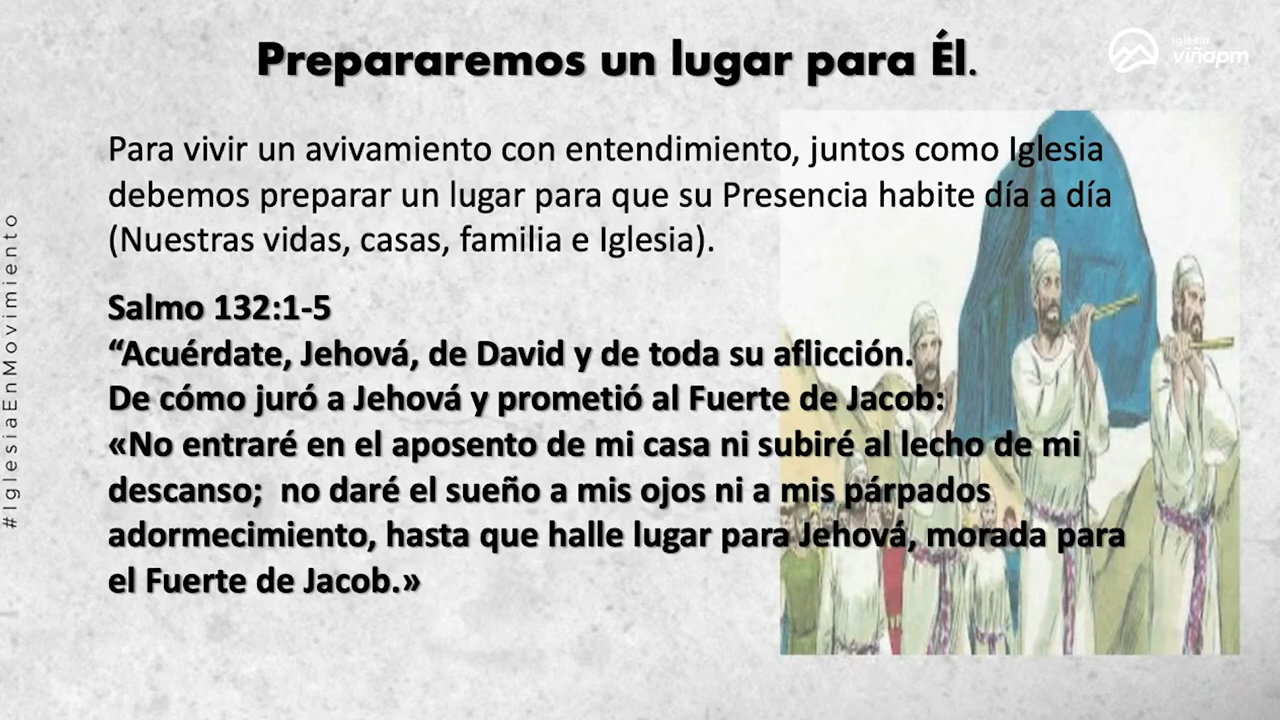 Prepararemos un lugar para Él.
iglesia
viñapm
Para vivir un avivamiento con entendimiento, juntos como Iglesia
debemos preparar un lugar para que su Presencia habite día a día
(Nuestras vidas, casas, familia e Iglesia).
Salmo 132:1-5
“Acuérdate, Jehová, de David y de toda su aflicción.
De cómo juró a Jehová y prometió al Fuerte de Jacob:
«No entraré en el aposento de mi casa ni subiré al lecho de mi
descanso;  no daré el sueño a mis ojos ni a mis párpados
adormecimiento, hasta que halle lugar para Jehová, morada para
el Fuerte de Jacob.»
#IglesiaEnMovimiento